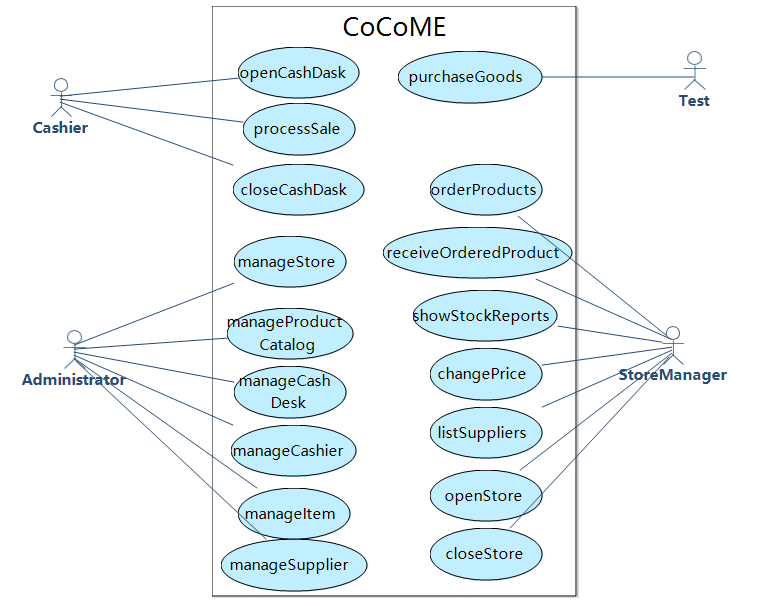 CoCoME
openCashDask
purchaseGoods
Test
processSale
Cashier
closeCashDask
orderProducts
manageStore
receiveOrderedProduct
manageProduct
Catalog
showStockReports
Administrator
manageCash
Desk
changePrice
StoreManager
manageCashier
listSuppliers
manageItem
openStore
manageSupplier
closeStore